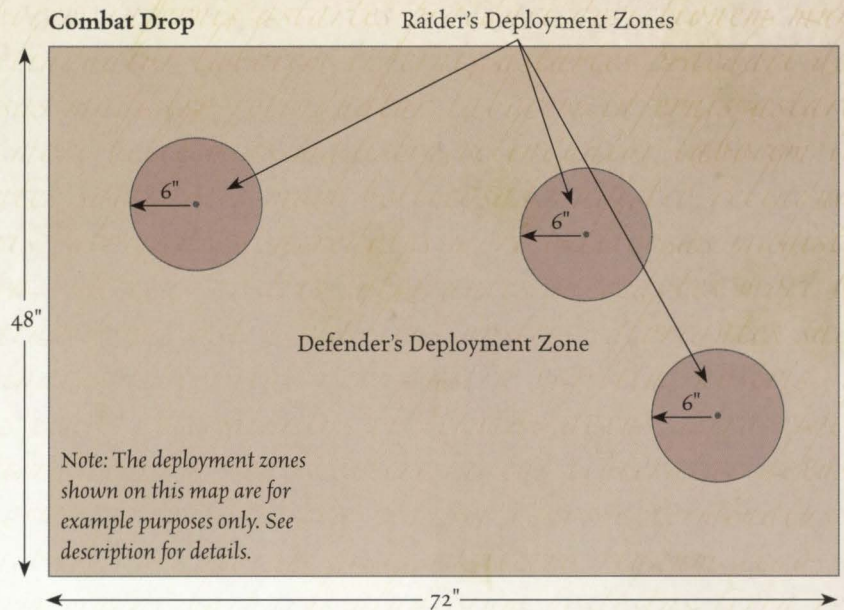 Combat Drop
Raider's Deployment Zones
6"
6"
48"
Defender's Deployment Zone
6"
Note: The deployment zones
shown on this map are for
example purposes only. See
description for details.
72"